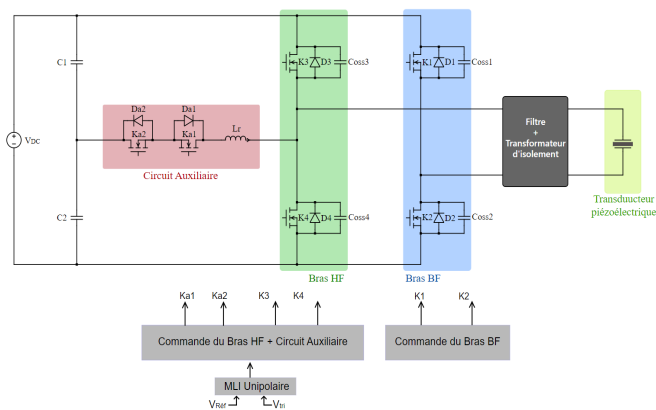 C1
K3
D3
Coss3
K1
D1
Coss1
Da2
Da1
Ka2
Ka1
Lr
VDC
Circuit Auxiliaire
Filtre
+
Transformateur
d'isolement
Transduucteur
pièzoélectrique
C2
K4
D4
Coss4
K2
D2
Coss2
Bras HF
Bras BF
Ka1
Ka2
K3
K4
K1
K2
Commande du Bras HF + Circuit Auxiliaire
Commande du Bras BF
MLI Unipolaire
VRéf
Vtri